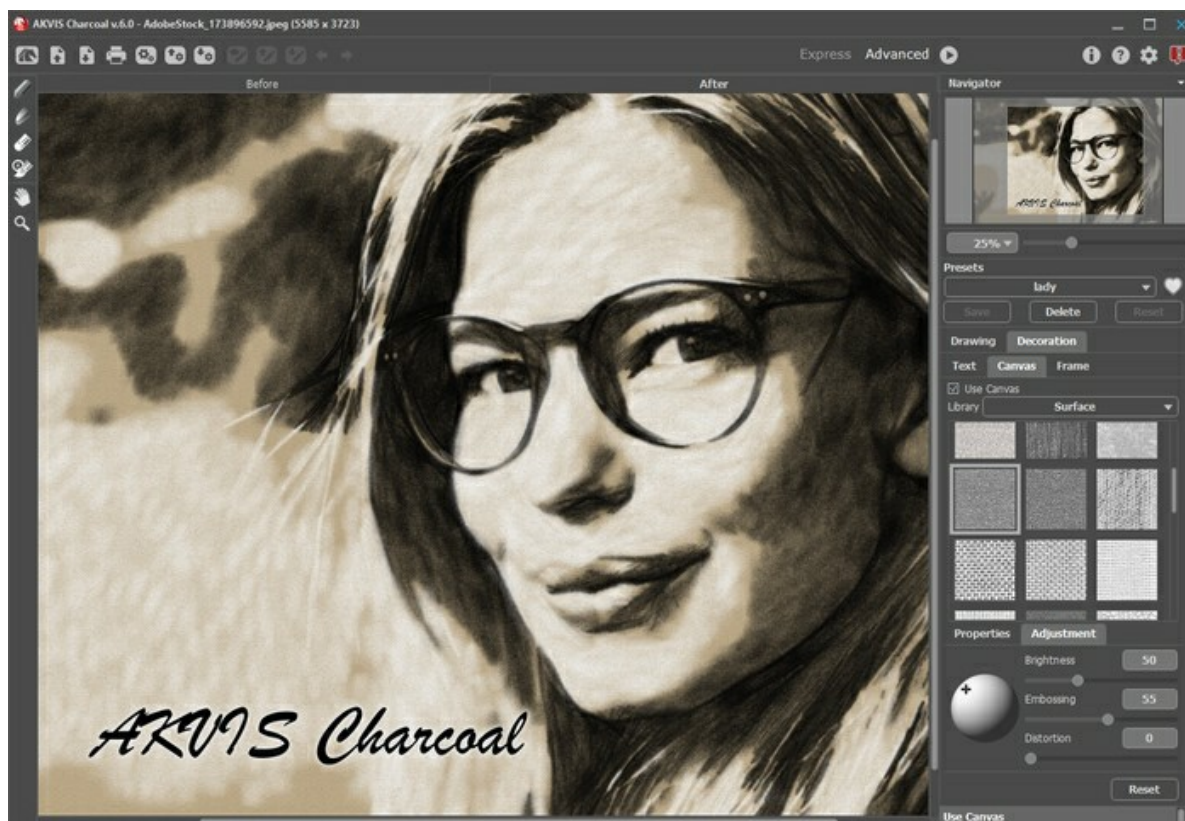 AKVIS Charcoal v.6.0 - AdobeStock_173896592.jpeg (5585 x 3723)
Express Advanced
Before After
Navigator
AKVIS Charcoal
25%
Presets
lady
Save Delete Reset
Drawing Decoration
Text Canvas Frame
Use Canvas
Library Surface
Properties Adjustment
Brightness 50
Embossing 55
Distortion 0
Reset
Use Canvas
AKVIS Charcoal